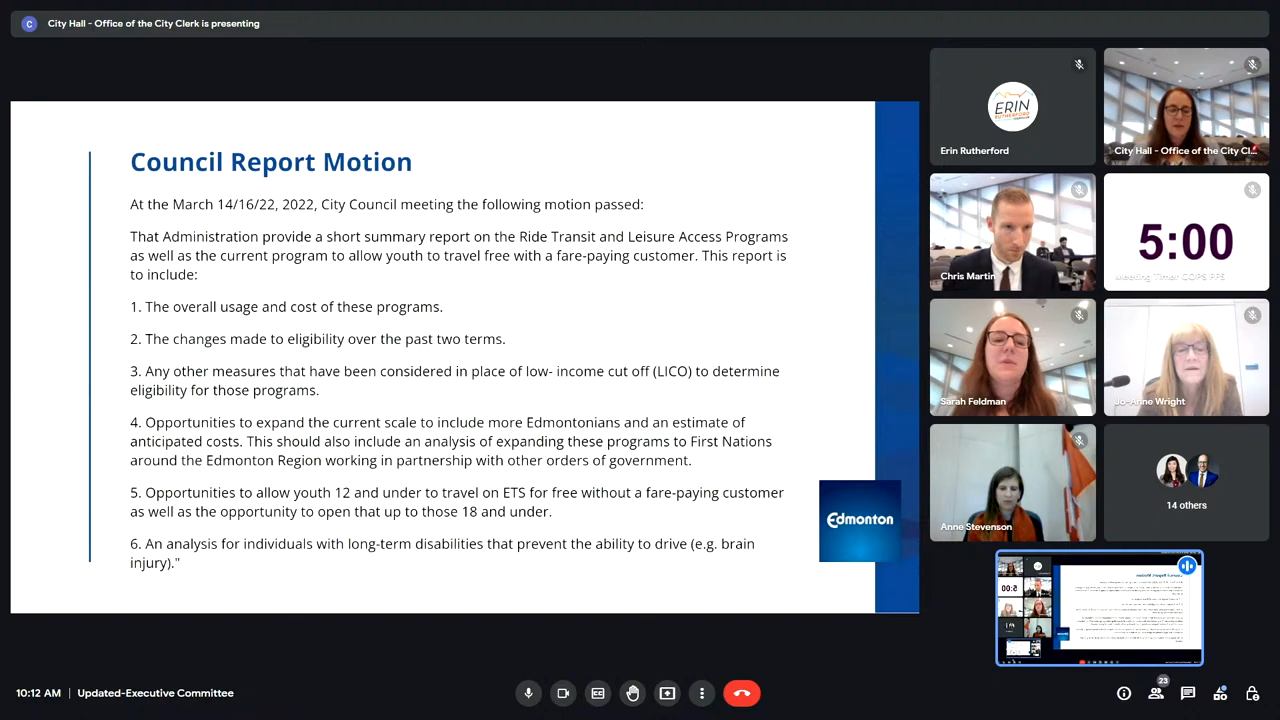 C City Hall - Office of the City Clerk is presenting
Council Report Motion
At the March 14/16/22, 2022, City Council meeting the following motion passed:
That Administration provide a short summary report on the Ride Transit and Leisure Access Programs
as well as the current program to allow youth to travel free with a fare-paying customer. This report is
to include:
1. The overall usage and cost of these programs.
2. The changes made to eligibility over the past two terms.
3. Any other measures that have been considered in place of low- income cut off (LICO) to determine
eligibility for those programs.
4. Opportunities to expand the current scale to include more Edmontonians and an estimate of
anticipated costs. This should also include an analysis of expanding these programs to First Nations
around the Edmonton Region working in partnership with other orders of government.
5. Opportunities to allow youth 12 and under to travel on ETS for free without a fare-paying customer
as well as the opportunity to open that up to those 18 and under.
6. An analysis for individuals with long-term disabilities that prevent the ability to drive (e.g. brain
injury)."
Edmonton
ERIN
RUTHERFORD
Erin Rutherford
City Hall - Office of the City Cl...
Chris Martin
5:00
Meeting Timer
Sarah Feldman
Jo-Anne Wright
Anne Stevenson
14 others
Council Report Motion
5:00
Edmonton
10:12 AM | Updated-Executive Committee
23